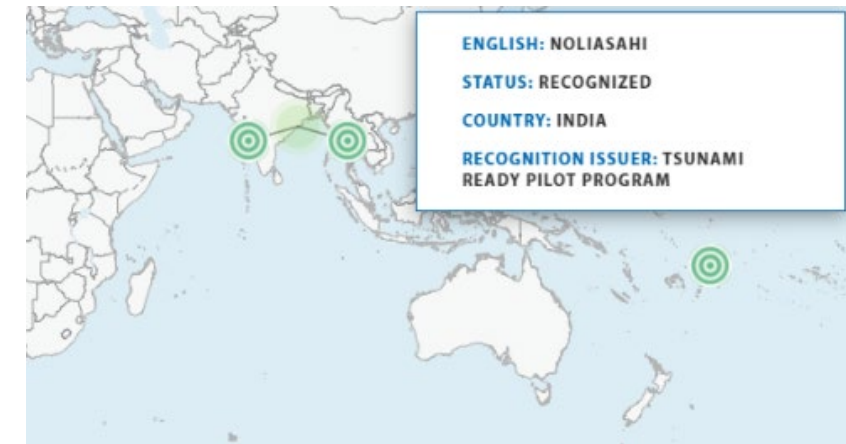 ENGLISH: NOLIASAHI
STATUS: RECOGNIZED
COUNTRY: INDIA
RECOGNITION ISSUER: TSUNAMI
READY PILOT PROGRAM